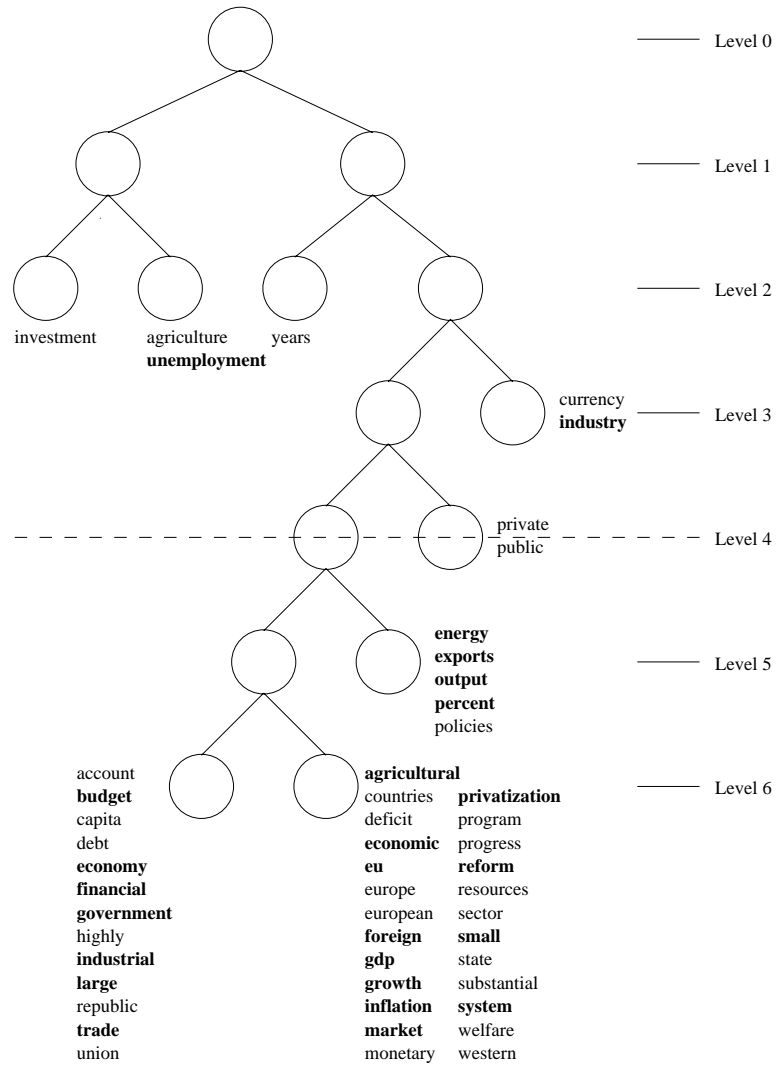 Level 0
Level 1
Level 2
investment
agriculture
unemployment
years
currency
industry
Level 3
private
public
Level 4
energy
exports
output
percent
policies
Level 5
account
budget
capita
debt
economy
financial
government
highly
industrial
large
republic
trade
union
agricultural
countries
deficit
economic
eu
europe
european
foreign
gdp
growth
inflation
market
monetary
privatization
program
progress
reform
resources
sector
small
state
substantial
system
welfare
western
Level 6